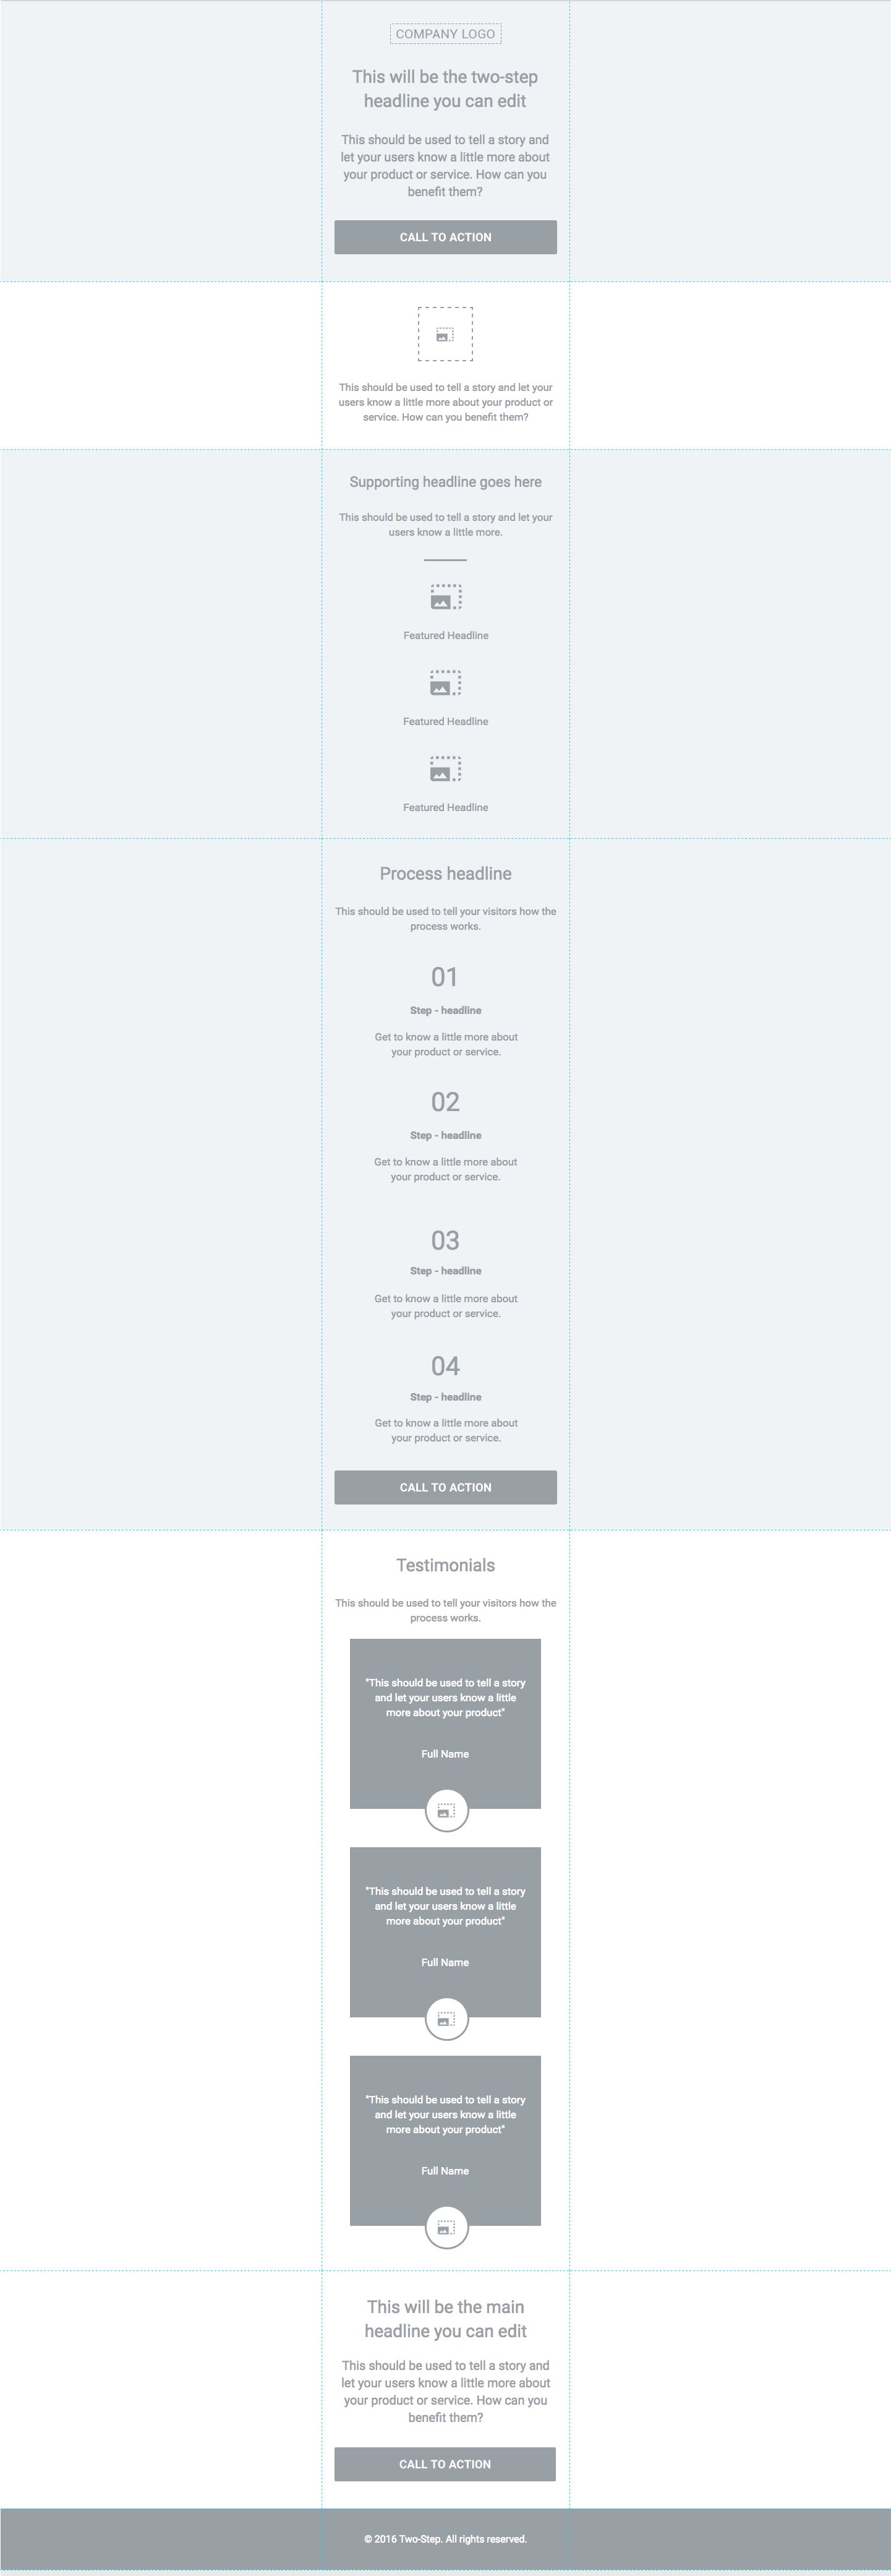 COMPANY LOGO
This will be the two-step
headline you can edit
This should be used to tell a story and
let your users know a little more about
your product or service. How can you
benefit them?
CALL TO ACTION
This should be used to tell a story and let your
users know a little more about your product or
service. How can you benefit them?
Supporting headline goes here
This should be used to tell a story and let your
users know a little more.
Featured Headline
Featured Headline
Featured Headline
Process headline
This should be used to tell your visitors how the
process works.
01
Step - headline
Get to know a little more about
your product or service.
02
Step - headline
Get to know a little more about
your product or service.
03
Step - headline
Get to know a little more about
your product or service.
04
Step - headline
Get to know a little more about
your product or service.
CALL TO ACTION
Testimonials
This should be used to tell your visitors how the
process works.
"This should be used to tell a story
and let your users know a little
more about your product"
Full Name
"This should be used to tell a story
and let your users know a little
more about your product"
Full Name
"This should be used to tell a story
and let your users know a little
more about your product"
Full Name
This will be the main
headline you can edit
This should be used to tell a story and
let your users know a little more about
your product or service. How can you
benefit them?
CALL TO ACTION
© 2016 Two-Step. All rights reserved.